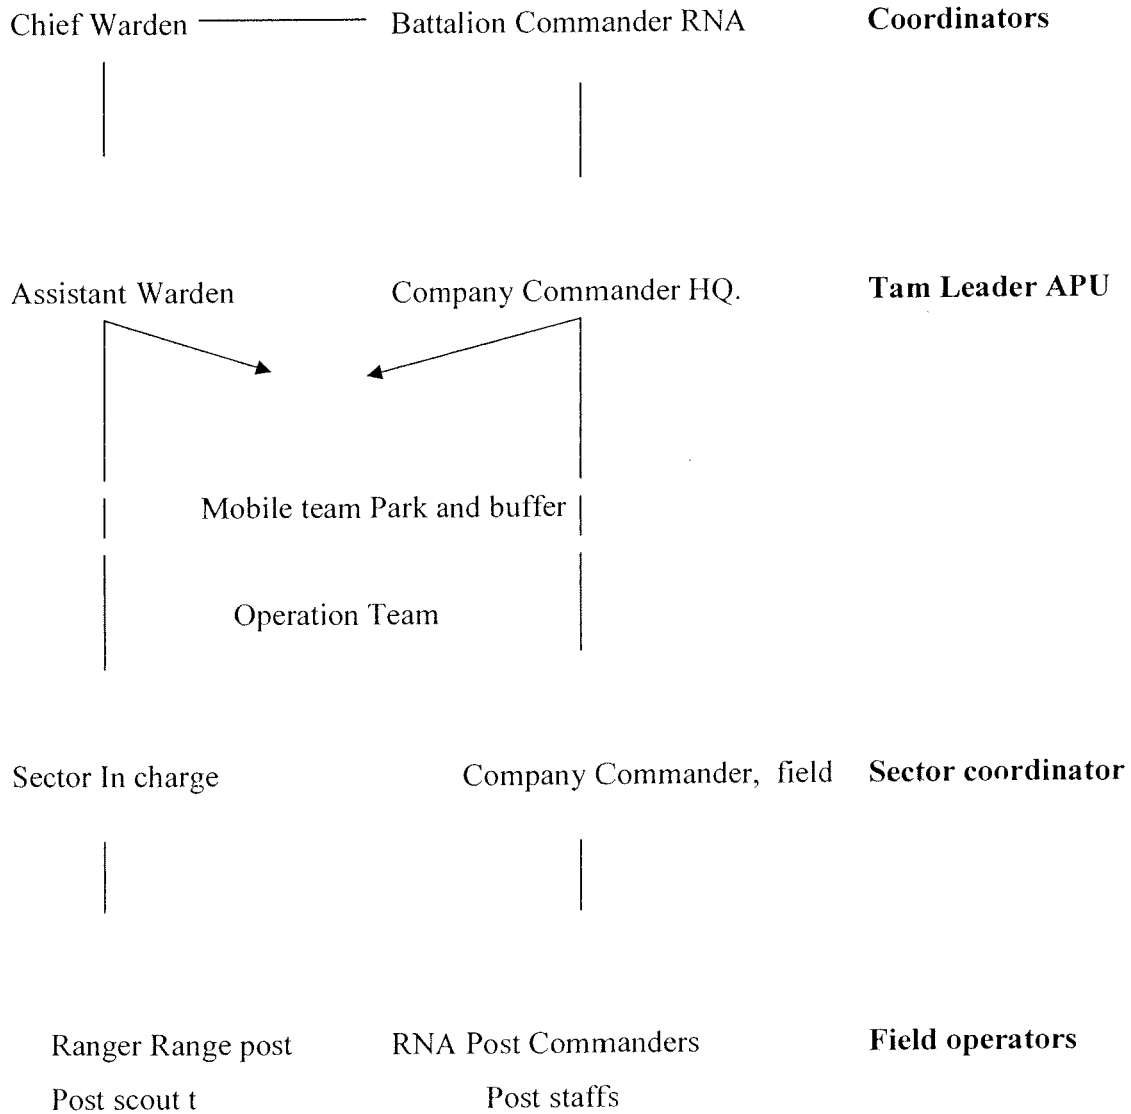 Chief Warden Battalion Commander RNA Coordinators
Assistant Warden Company Commander HQ. Tam Leader APU
Mobile team Park and buffer
Operation Team
Sector In charge Company Commander, field Sector coordinator
Ranger Range post RNA Post Commanders Field operators
Post scout t Post staffs